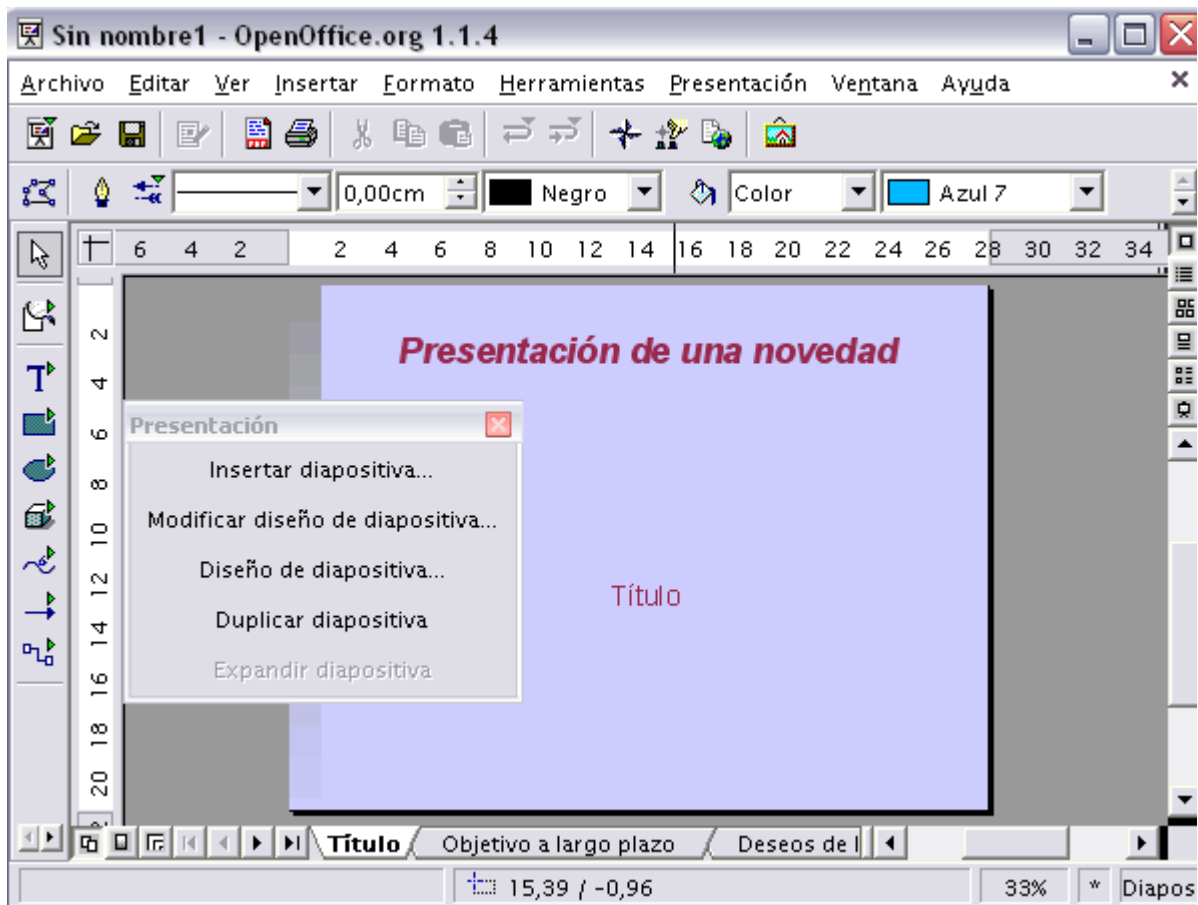 Sin nombre1 - OpenOffice.org 1.1.4
Archivo Editar Ver Insertar Formato Herramientas Presentación Ventana Ayuda
0,00cm Negro Color Azul 7
6 4 2 2 4 6 8 10 12 14 16 18 20 22 24 26 28 30 32 34
2
4
6
8
10
12
14
16
18
20
Presentación de una novedad
Presentación
Insertar diapositiva...
Modificar diseño de diapositiva...
Diseño de diapositiva...
Duplicar diapositiva
Expandir diapositiva
Título
Título Objetivo a largo plazo Deseos de l
15,39 / -0,96 33% * Diapos